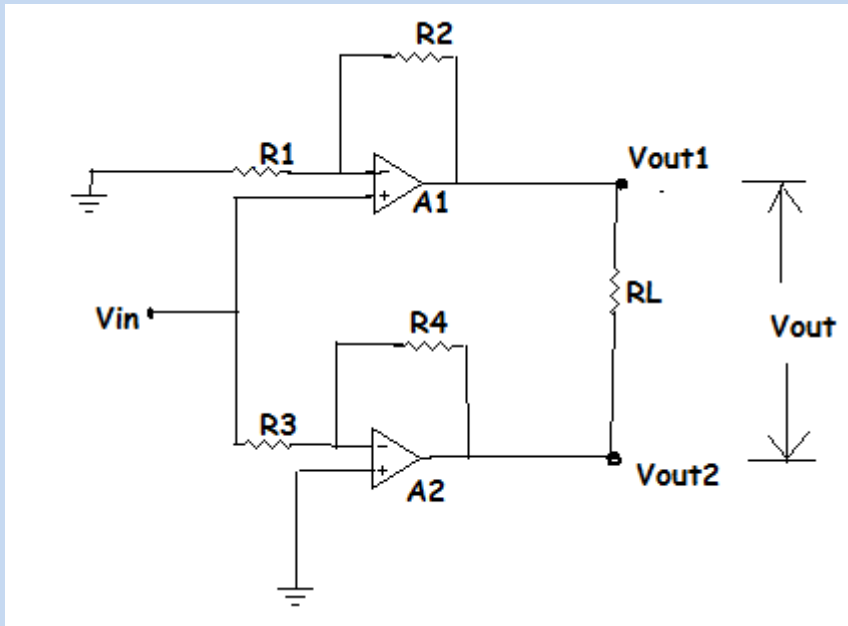 R2
R1
-
+
A1
Vout1
Vin
RL
Vout
R4
R3
-
+
A2
Vout2